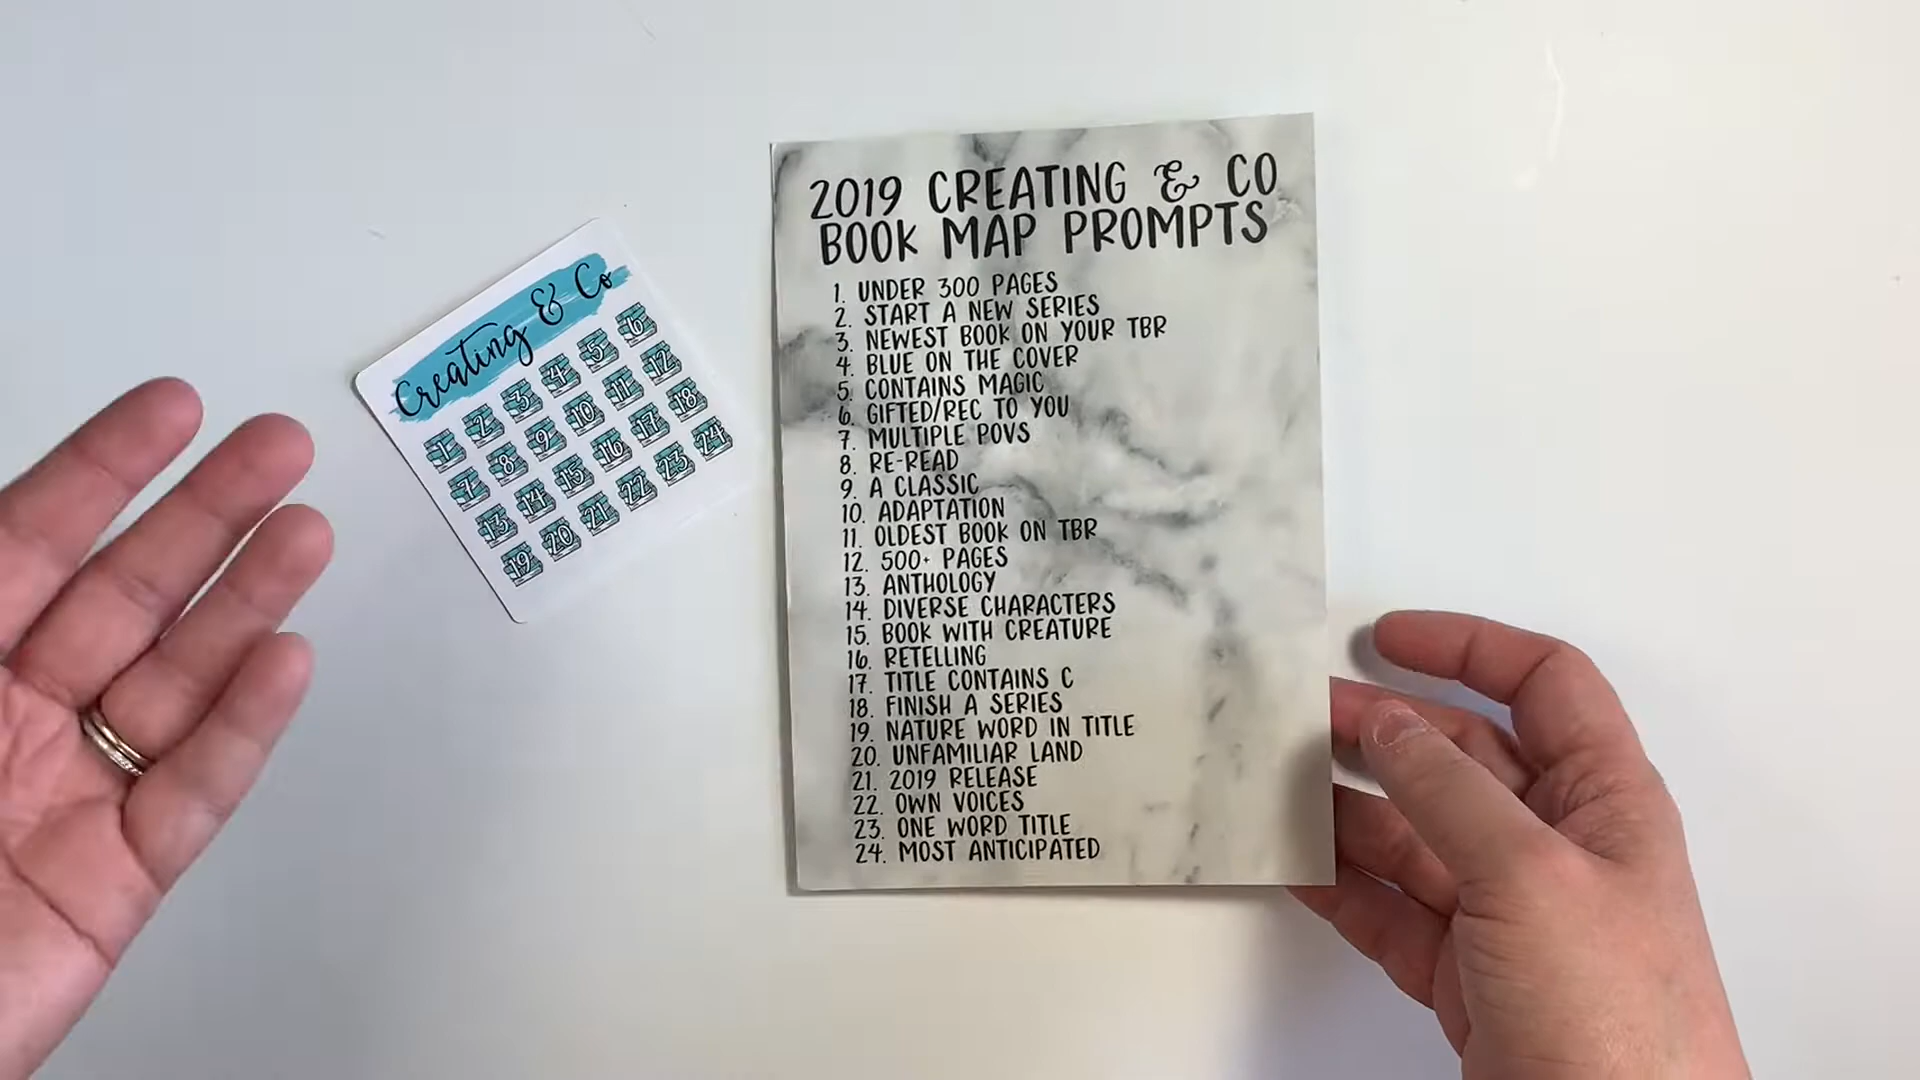 Creating & Co
1 2 3 4 5 6
7 8 9 10 11 12
13 14 15 16 17 18
19 20 21 22 23 24
2019 CREATING & CO
BOOK MAP PROMPTS
1. UNDER 300 PAGES
2. START A NEW SERIES
3. NEWEST BOOK ON YOUR TBR
4. BLUE ON THE COVER
5. CONTAINS MAGIC
6. GIFTED/REC TO YOU
7. MULTIPLE POVS
8. RE-READ
9. A CLASSIC
10. ADAPTATION
11. OLDEST BOOK ON TBR
12. 500+ PAGES
13. ANTHOLOGY
14. DIVERSE CHARACTERS
15. BOOK WITH CREATURE
16. RETELLING
17. TITLE CONTAINS C
18. FINISH A SERIES
19. NATURE WORD IN TITLE
20. UNFAMILIAR LAND
21. 2019 RELEASE
22. OWN VOICES
23. ONE WORD TITLE
24. MOST ANTICIPATED